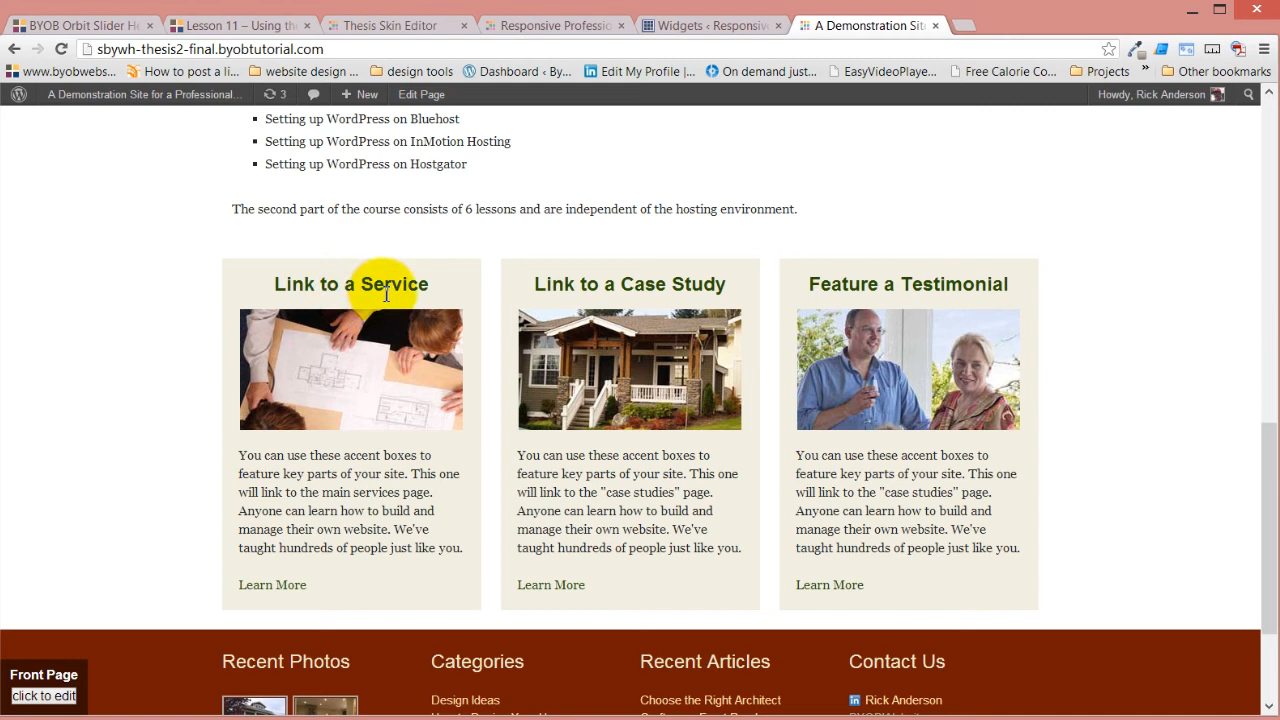 BYOB Orbit Slider He
Lesson 11 – Using th
Thesis Skin Editor
Responsive Professio
Widgets ‹ Responsive
A Demonstration Sit
sbywh-thesis2-final.byobtutorial.com
www.byobwebs...
How to post a li...
website design ...
design tools
Dashboard ‹ By...
Edit My Profile |...
On demand just...
EasyVideoPlaye...
Free Calorie Co...
Projects
»
Other bookmarks
A Demonstration Site for a Professional...
3
New
Edit Page
Howdy, Rick Anderson
Setting up WordPress on Bluehost
Setting up WordPress on InMotion Hosting
Setting up WordPress on Hostgator
The second part of the course consists of 6 lessons and are independent of the hosting environment.
Link to a Service
You can use these accent boxes to
feature key parts of your site. This one
will link to the main services page.
Anyone can learn how to build and
manage their own website. We've
taught hundreds of people just like you.
Learn More
Link to a Case Study
You can use these accent boxes to
feature key parts of your site. This one
will link to the "case studies" page.
Anyone can learn how to build and
manage their own website. We've
taught hundreds of people just like you.
Learn More
Feature a Testimonial
You can use these accent boxes to
feature key parts of your site. This one
will link to the "case studies" page.
Anyone can learn how to build and
manage their own website. We've
taught hundreds of people just like you.
Learn More
Front Page
click to edit
Recent Photos
Categories
Design Ideas
Recent Articles
Choose the Right Architect
Contact Us
Rick Anderson